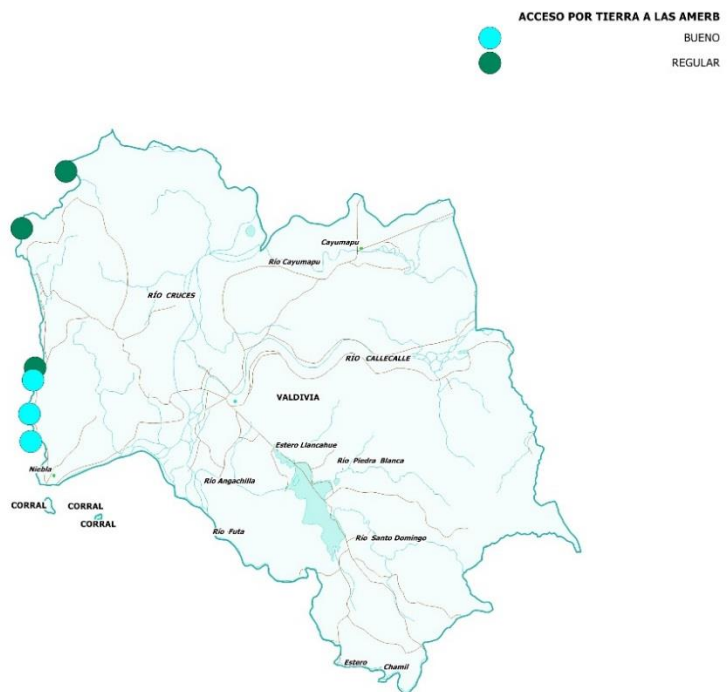 ACCESO POR TIERRA A LAS AMERB
BUENO
REGULAR
Cayumapu
Río Cayumapu
RÍO CRUCES
RÍO CALLECALLE
VALDIVIA
Estero Llancahue
Río Piedra Blanca
Niebla
Río Angachilla
CORRAL
CORRAL
CORRAL
Río Futa
Río Santo Domingo
Estero Chamil